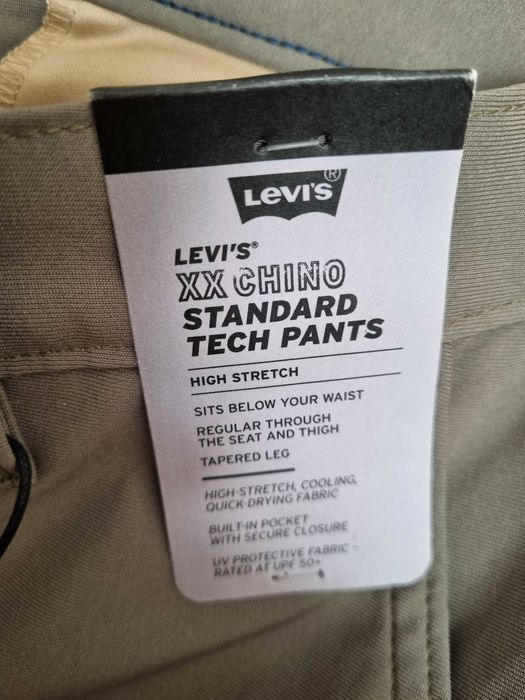 LEVI'S®
LEVI'S®
XX CHINO
STANDARD
TECH PANTS
HIGH STRETCH
SITS BELOW YOUR WAIST
REGULAR THROUGH
THE SEAT AND THIGH
TAPERED LEG
HIGH-STRETCH, COOLING,
QUICK-DRYING FABRIC
BUILT-IN POCKET
WITH SECURE CLOSURE
UV PROTECTIVE FABRIC -
RATED AT UPF 50+